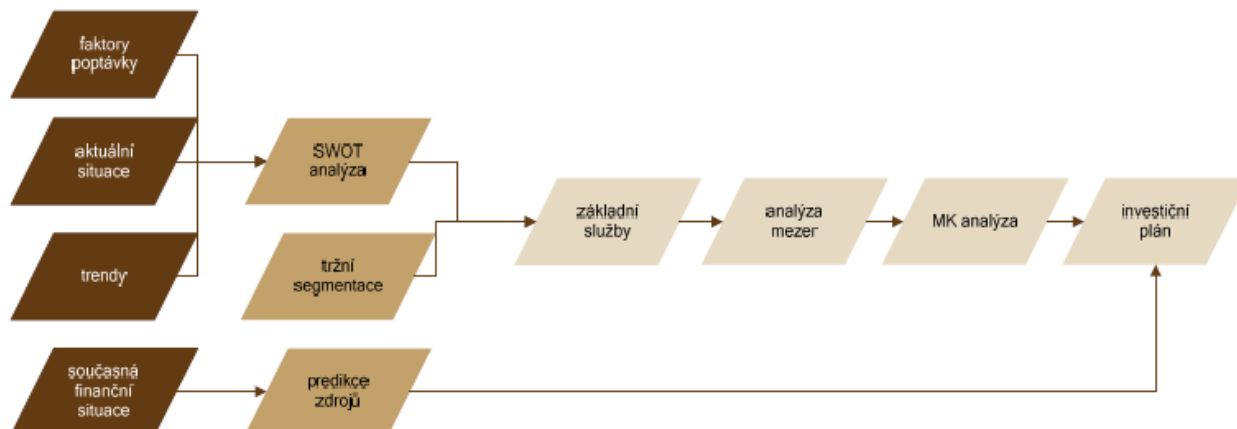 faktory
poptávky
aktuální
situace
trendy
současná
finanční
situace
SWOT
analýza
tržní
segmentace
predikce
zdrojů
základní
služby
analýza
mezer
MK analýza
investiční
plán